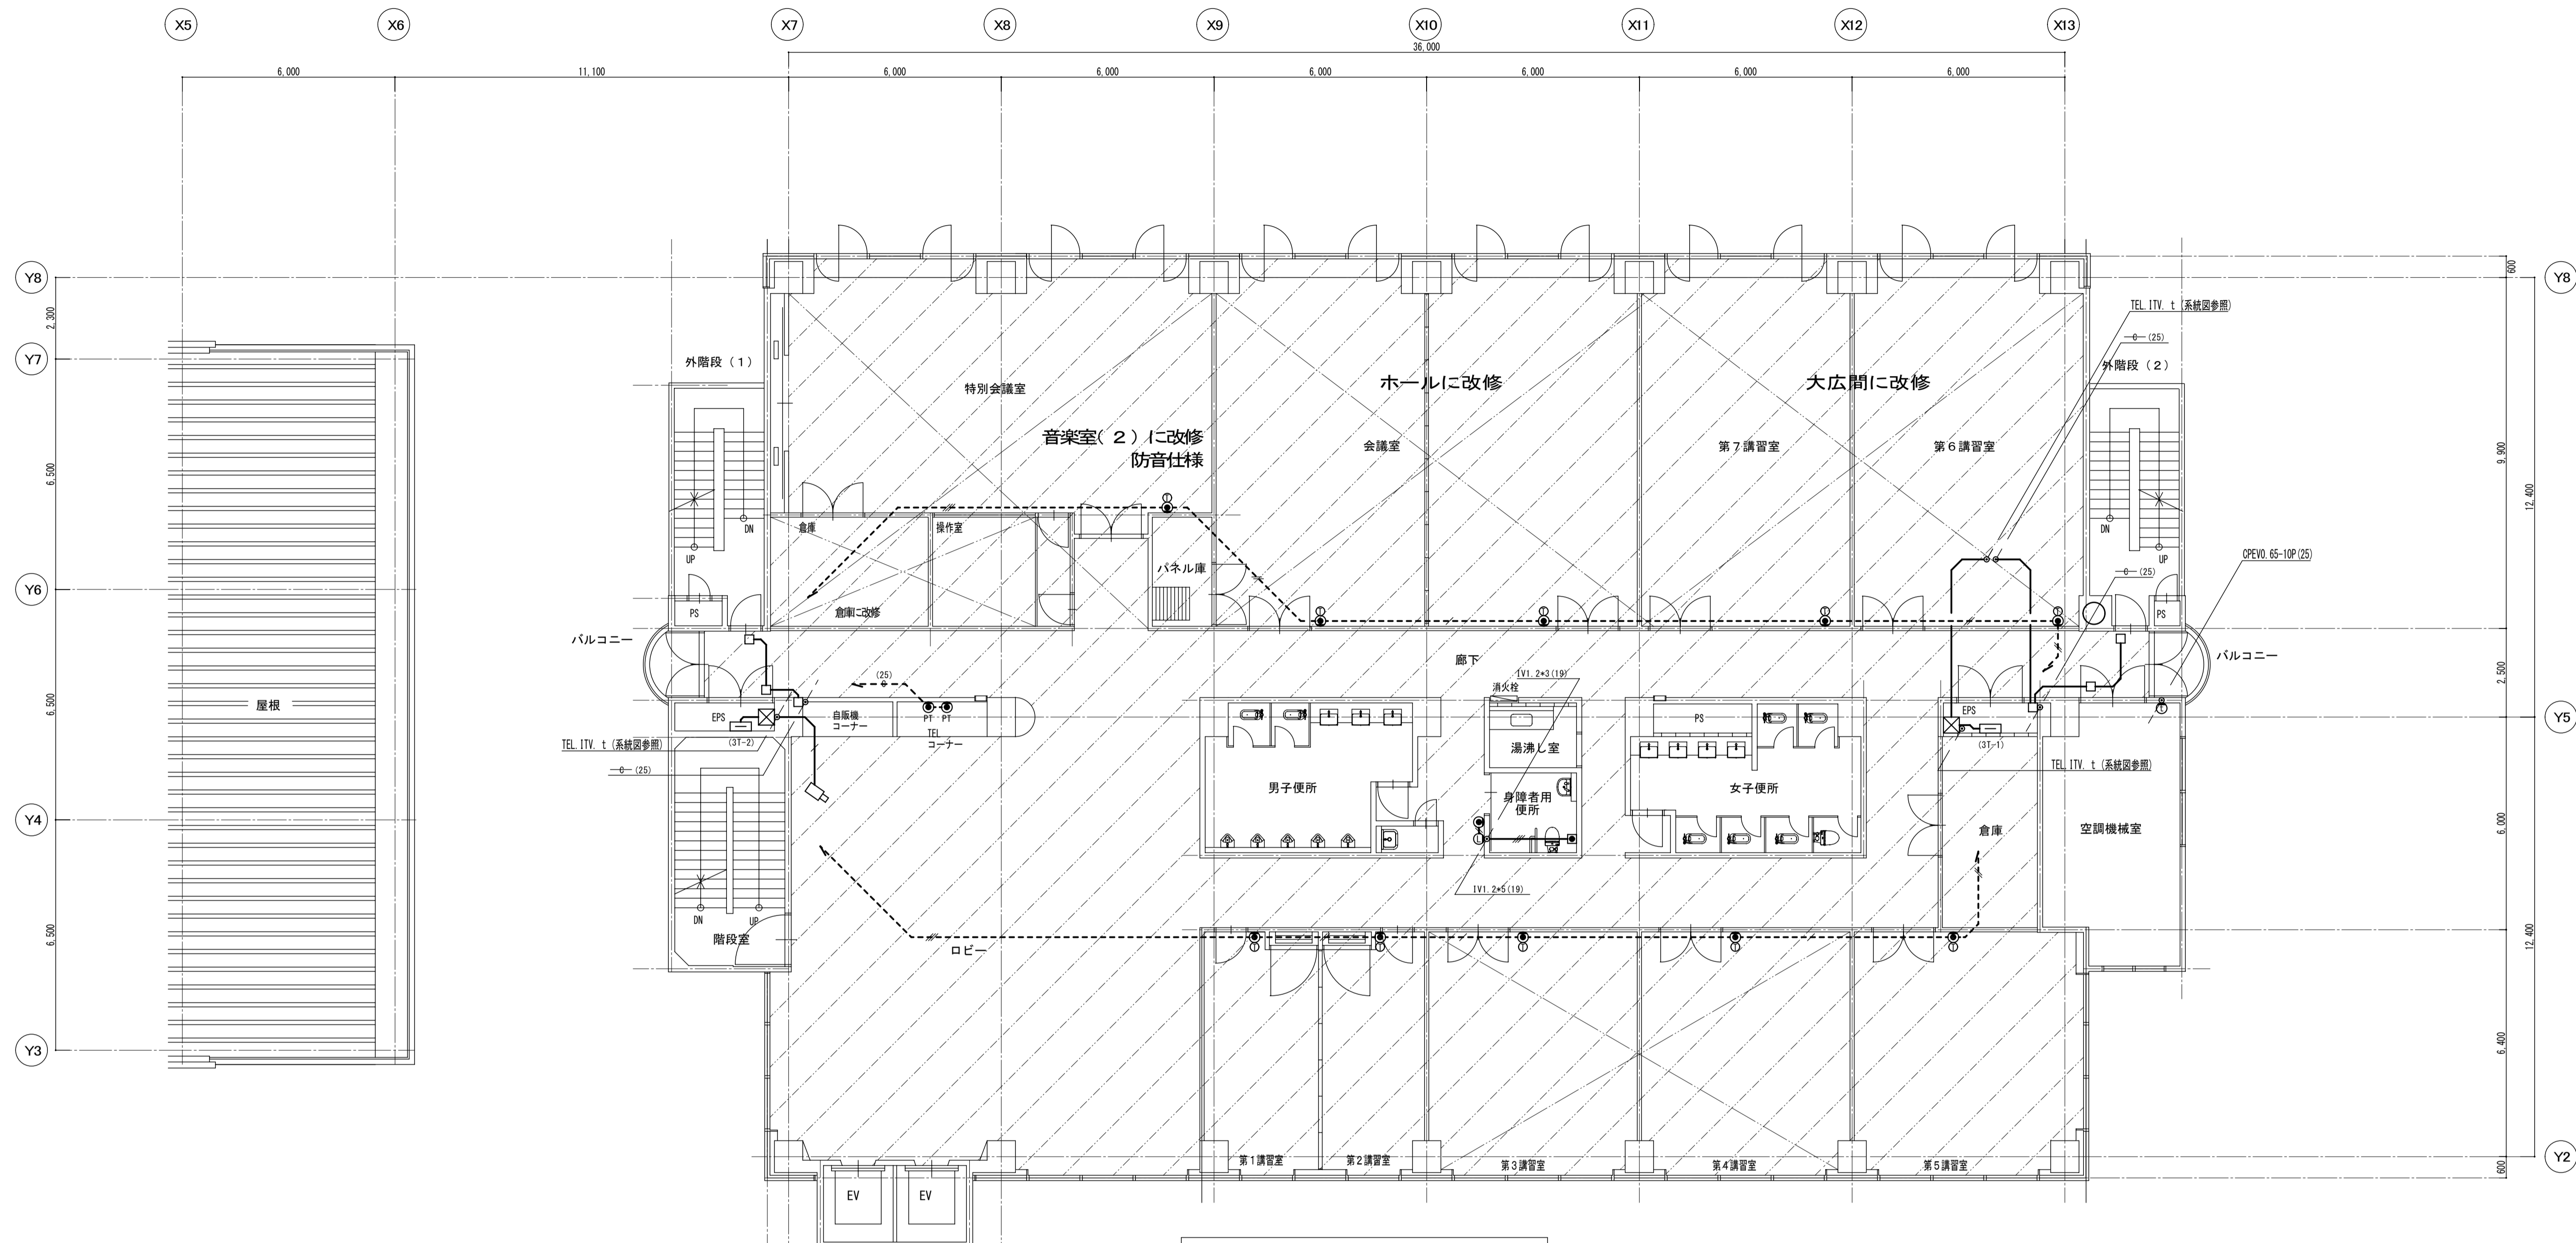 X5 X6 X7 X8 X9 X10 X11 X12 X13
36,000
6,000 11,100 6,000 6,000 6,000 6,000 6,000 6,000
Y8 600 Y8
2,300
TEL.ITV. t (系統図参照)
Y7
C (25)
外階段(1)
外階段(2)
特別会議室
ホールに改修
大広間に改修
音楽室(2)に改修
防音仕様
会議室
第7講習室
第6講習室
6,500
9,900
12,400
倉庫
操作室
DN
DN
UP
UP
CPEV0.65-10P(25)
パネル庫
C (25)
Y6
倉庫に改修
PS
PS
バルコニー
廊下
バルコニー
IV1.2*3(19)
(25)
C
消火栓
2,500
6,500
屋根
EPS
自販機
コーナー
PT PT
TEL
コーナー
PS
EPS
Y5
(3T-2)
(3T-1)
TEL.ITV. t (系統図参照)
湯沸し室
TEL.ITV. t (系統図参照)
C (25)
男子便所
身障者用
便所
女子便所
Y4
倉庫
空調機械室
6,000
IV1.2*5(19)
DN
UP
階段室
ロビー
6,500
12,400
6,400
Y3
第1講習室
第2講習室
第3講習室
第4講習室
第5講習室
600
Y2
EV
EV